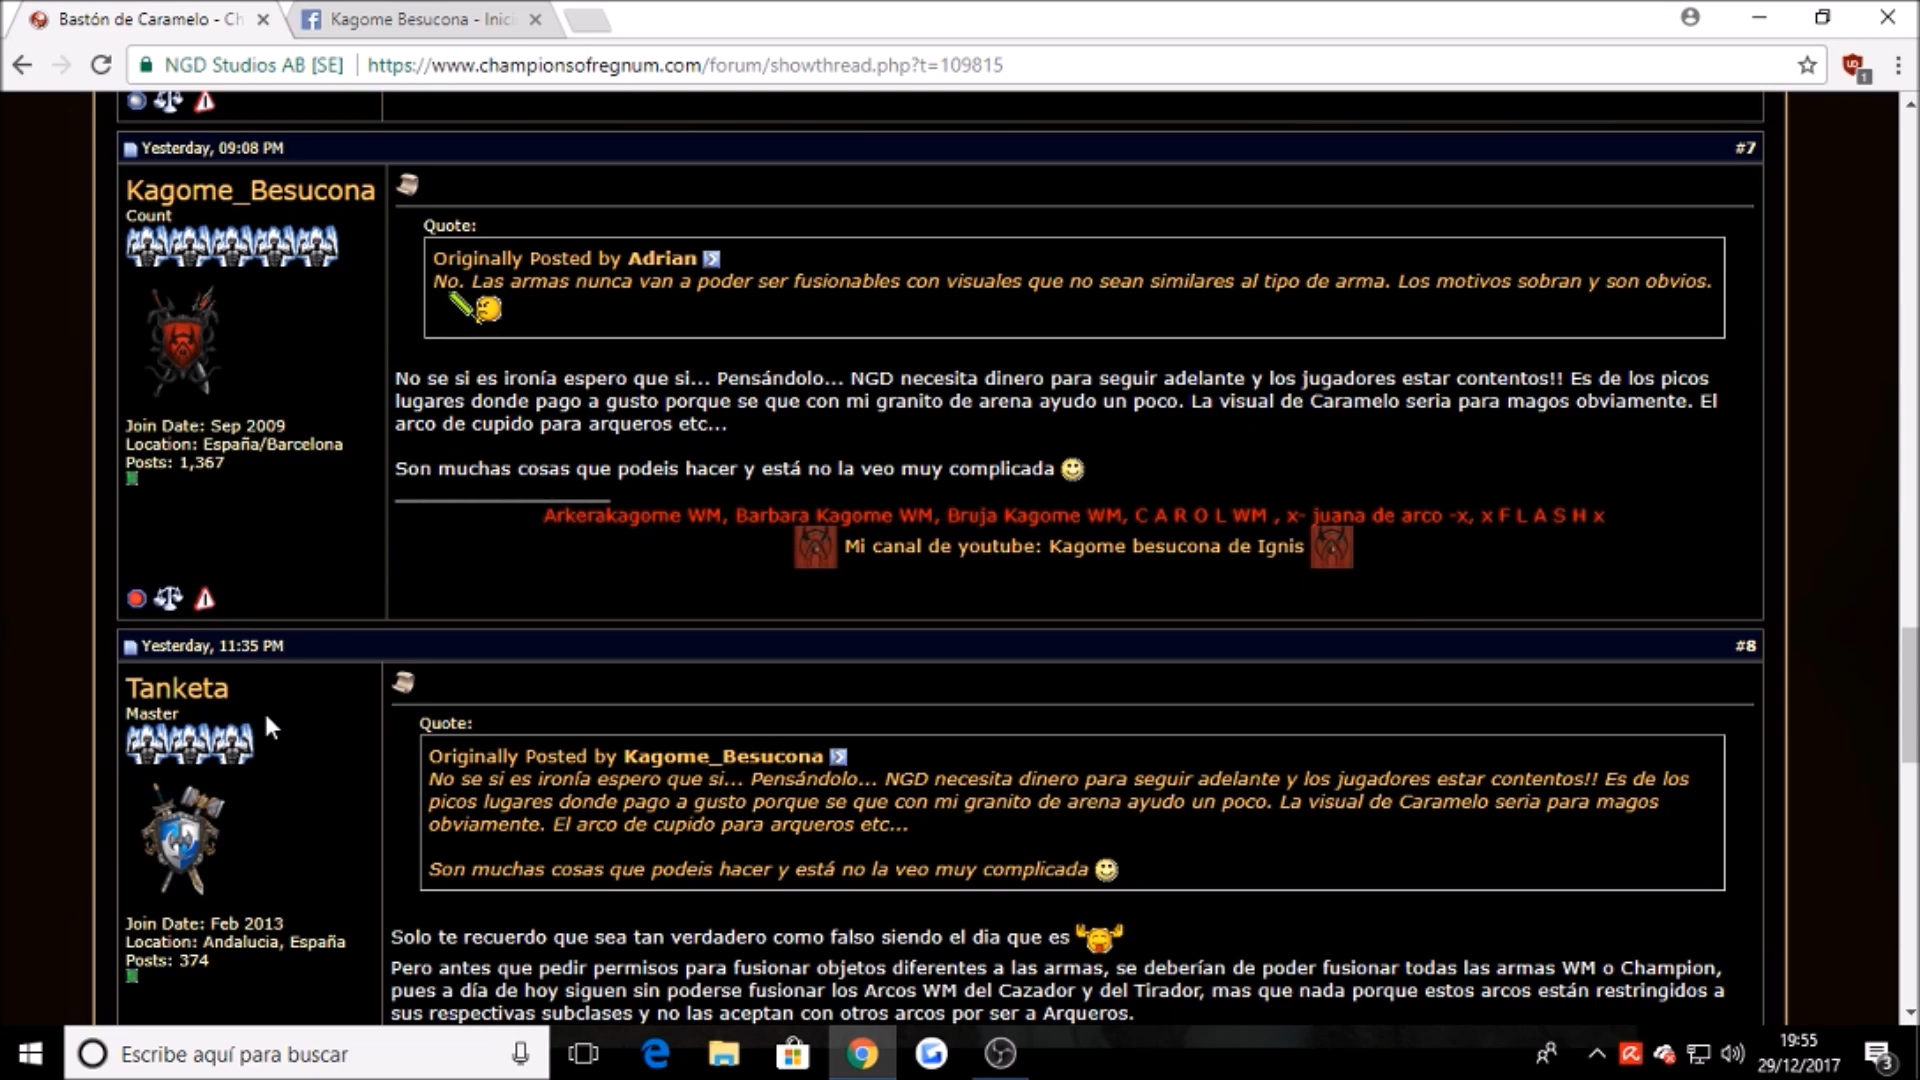 Bastón de Caramelo - Ch
Kagome Besucona - Inici
NGD Studios AB [SE]
https://www.championsofregnum.com/forum/showthread.php?t=109815
1
Yesterday, 09:08 PM
#7
Kagome_Besucona
Count
Join Date: Sep 2009
Location: España/Barcelona
Posts: 1,367
Quote:
Originally Posted by Adrian
No. Las armas nunca van a poder ser fusionables con visuales que no sean similares al tipo de arma. Los motivos sobran y son obvios.
No se si es ironía espero que si... Pensándolo... NGD necesita dinero para seguir adelante y los jugadores estar contentos!! Es de los picos
lugares donde pago a gusto porque se que con mi granito de arena ayudo un poco. La visual de Caramelo seria para magos obviamente. El
arco de cupido para arqueros etc...
Son muchas cosas que podeis hacer y está no la veo muy complicada
Arkerakagome WM, Barbara Kagome WM, Bruja Kagome WM, C A R O L WM , x- juana de arco -x, x F L A S H x
Mi canal de youtube: Kagome besucona de Ignis
Yesterday, 11:35 PM
#8
Tanketa
Master
Join Date: Feb 2013
Location: Andalucia, España
Posts: 374
Quote:
Originally Posted by Kagome_Besucona
No se si es ironía espero que si... Pensándolo... NGD necesita dinero para seguir adelante y los jugadores estar contentos!! Es de los
picos lugares donde pago a gusto porque se que con mi granito de arena ayudo un poco. La visual de Caramelo seria para magos
obviamente. El arco de cupido para arqueros etc...
Son muchas cosas que podeis hacer y está no la veo muy complicada
Solo te recuerdo que sea tan verdadero como falso siendo el dia que es
Pero antes que pedir permisos para fusionar objetos diferentes a las armas, se deberían de poder fusionar todas las armas WM o Champion,
pues a día de hoy siguen sin poderse fusionar los Arcos WM del Cazador y del Tirador, mas que nada porque estos arcos están restringidos a
sus respectivas subclases y no las aceptan con otros arcos por ser a Arqueros.
Escribe aquí para buscar
19:55
29/12/2017
3